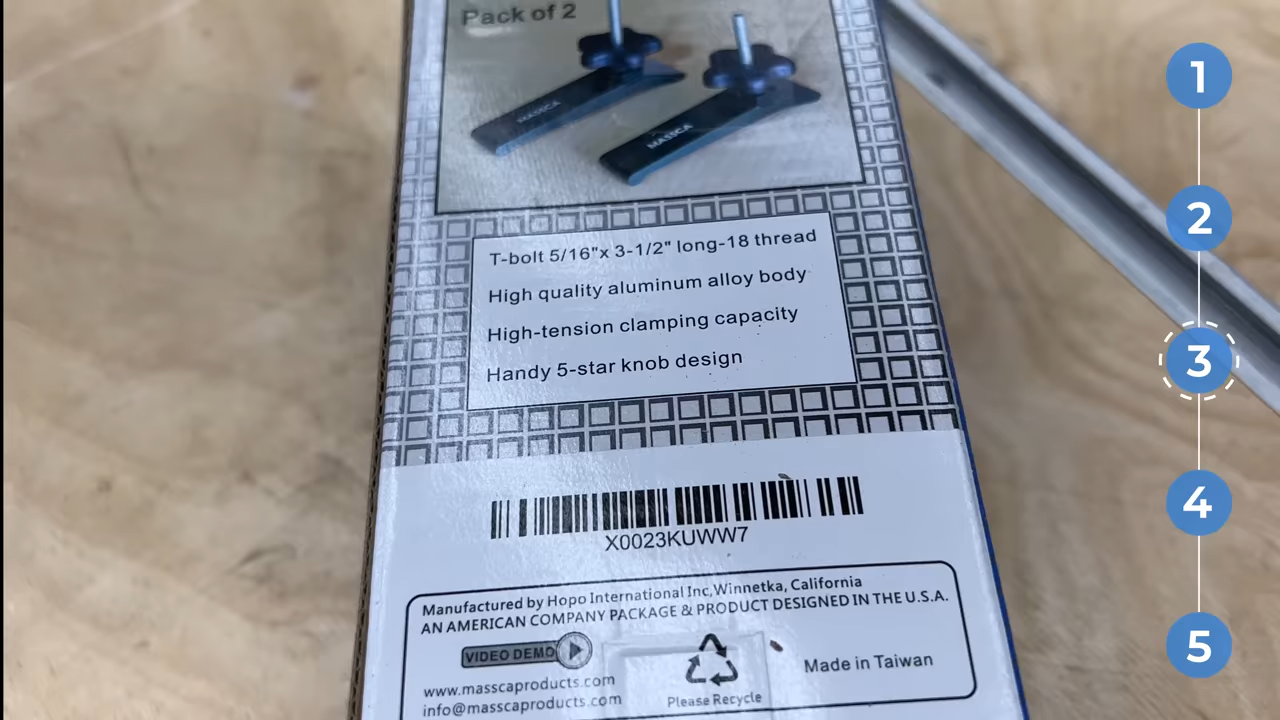 Pack of 2
MASSCA
MASSCA
T-bolt 5/16"x 3-1/2" long-18 thread
High quality aluminum alloy body
High-tension clamping capacity
Handy 5-star knob design
X0023KUWW7
Manufactured by Hopo International Inc,Winnetka, California
AN AMERICAN COMPANY PACKAGE & PRODUCT DESIGNED IN THE U.S.A.
VIDEO DEMO
www.masscaproducts.com
info@masscaproducts.com
Please Recycle
Made in Taiwan
1
2
3
4
5